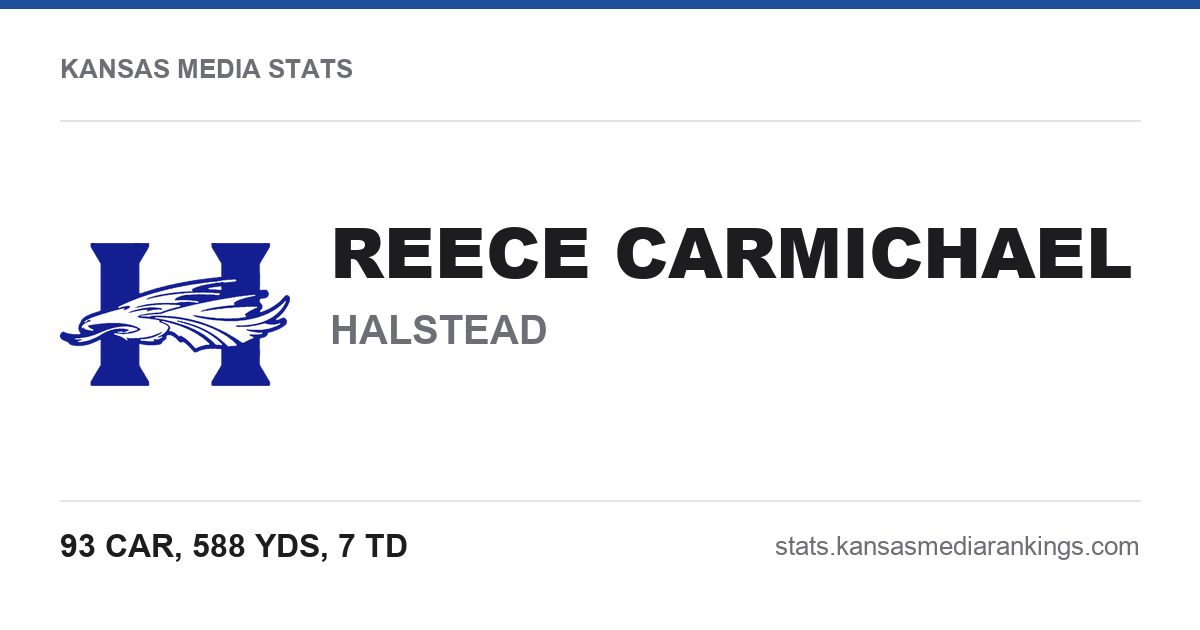 KANSAS MEDIA STATS
REECE CARMICHAEL
HALSTEAD
H
93 CAR, 588 YDS, 7 TD
stats.kansasmediarankings.com